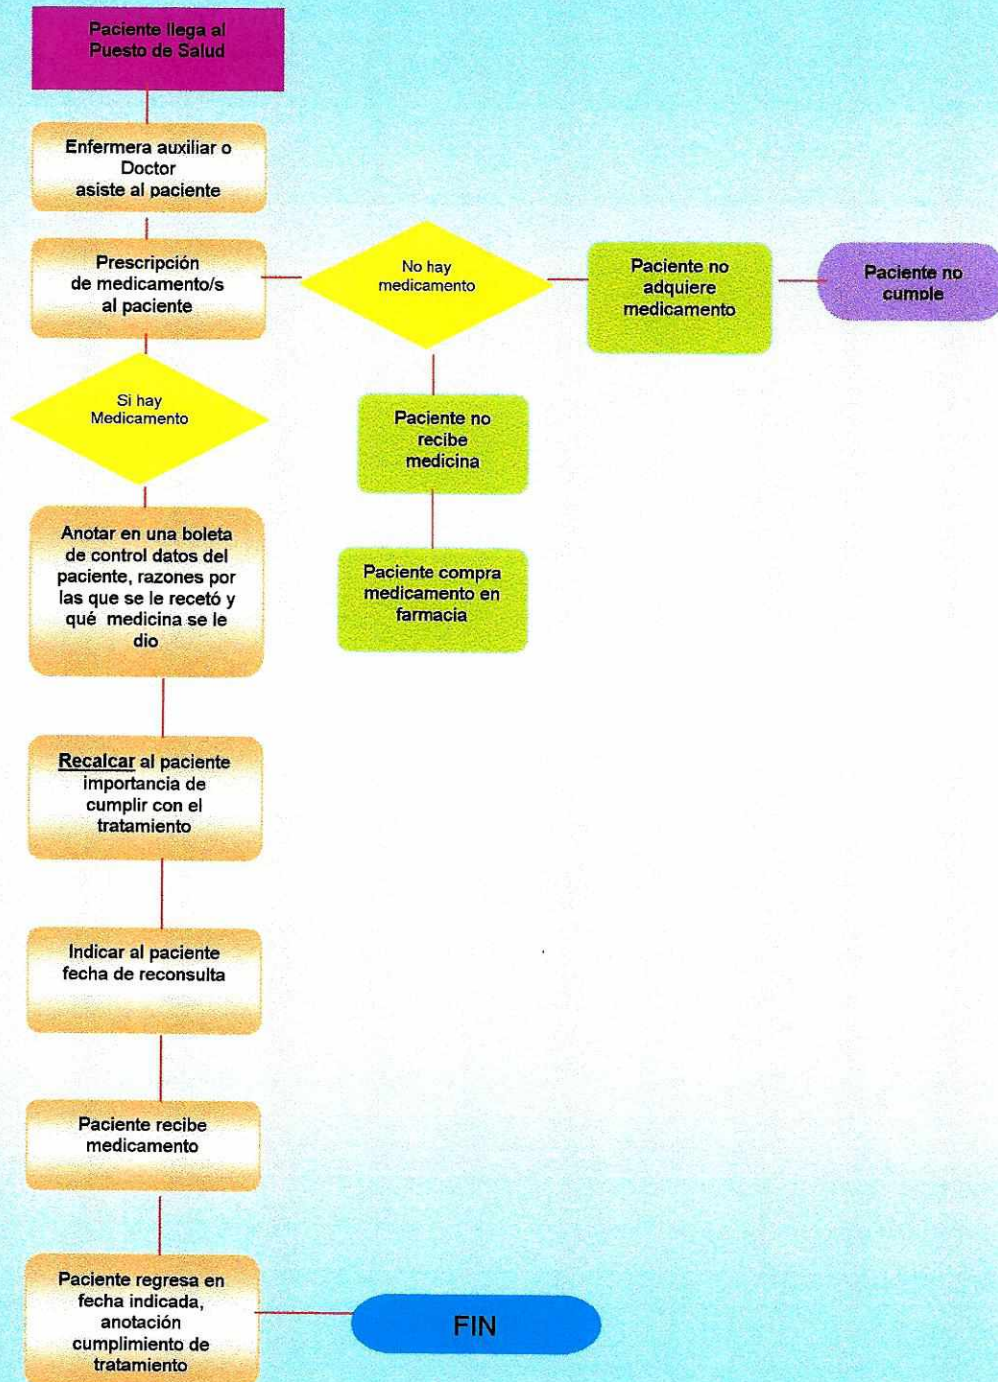 Paciente llega al
Puesto de Salud
Enfermera auxiliar o
Doctor
asiste al paciente
Prescripción
de medicamento/s
al paciente
No hay
medicamento
Paciente no
adquiere
medicamento
Paciente no
cumple
Si hay
Medicamento
Paciente no
recibe
medicina
Paciente compra
medicamento en
farmacia
Anotar en una boleta
de control datos del
paciente, razones por
las que se le recetó y
qué medicina se le
dio
Recalcar al paciente
importancia de
cumplir con el
tratamiento
Indicar al paciente
fecha de reconsulta
Paciente recibe
medicamento
Paciente regresa en
fecha indicada,
anotación
cumplimiento de
tratamiento
FIN